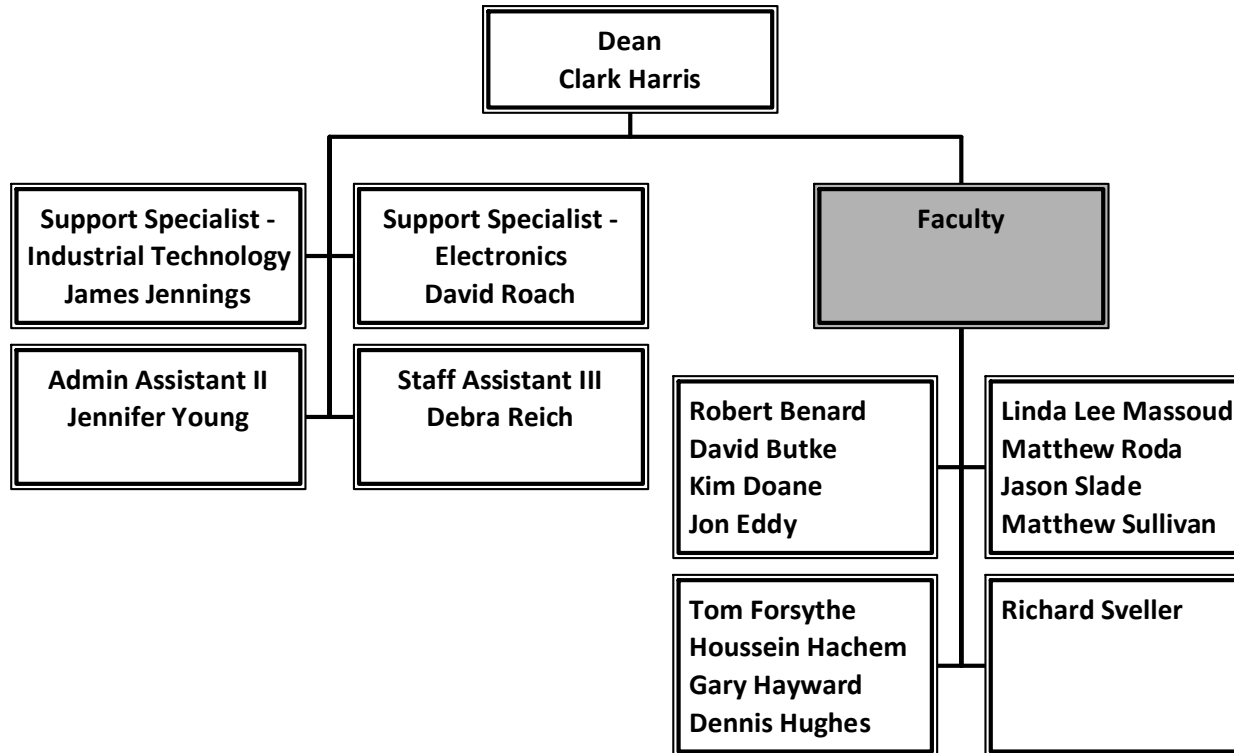 Dean
Clark Harris
Support Specialist -
Industrial Technology
James Jennings
Support Specialist -
Electronics
David Roach
Faculty
Admin Assistant II
Jennifer Young
Staff Assistant III
Debra Reich
Robert Benard
David Butke
Kim Doane
Jon Eddy
Linda Lee Massoud
Matthew Roda
Jason Slade
Matthew Sullivan
Tom Forsythe
Houssein Hachem
Gary Hayward
Dennis Hughes
Richard Sveller